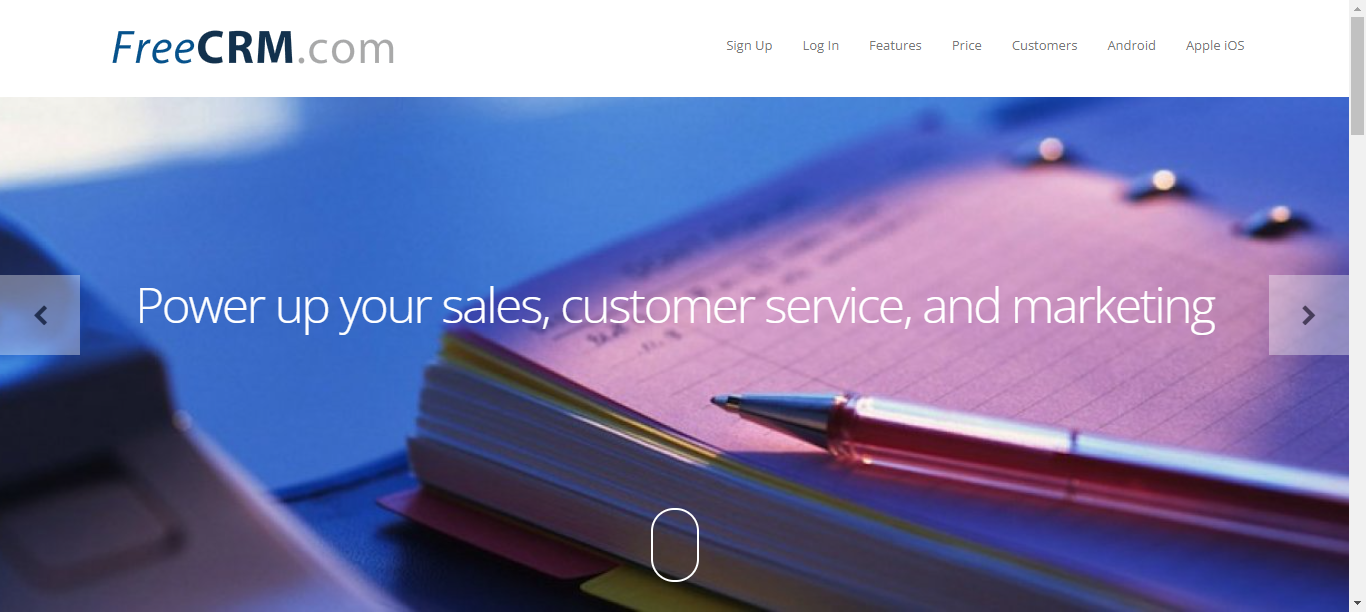 FreeCRM.com
Sign Up Log In Features Price Customers Android Apple iOS
Power up your sales, customer service, and marketing